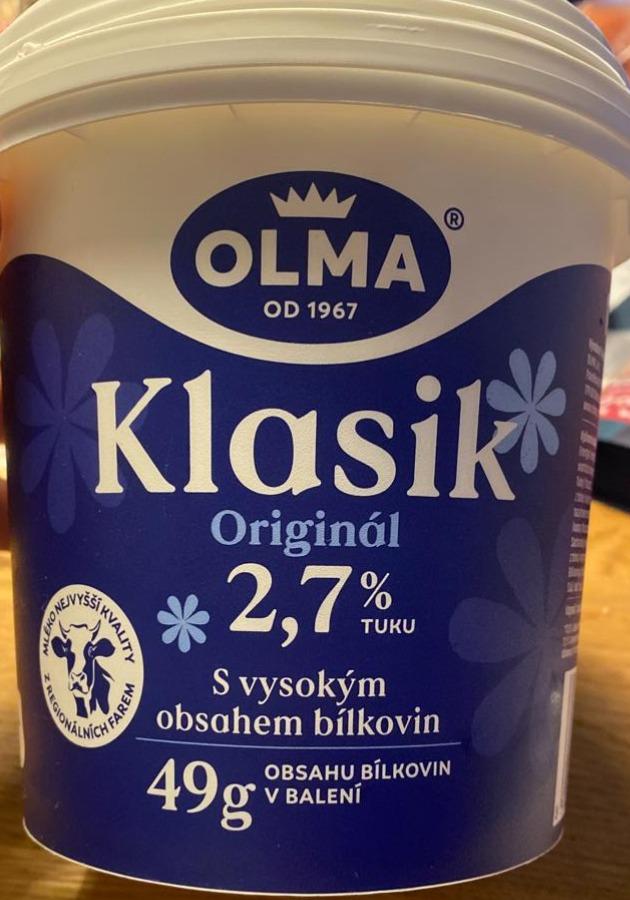 OLMA
®
OD 1967
Klasik
Originál
2,7%
TUKU
MLÉKO NEJVYŠŠÍ KVALITY
Z REGIONÁLNÍCH FAREM
S vysokým
obsahem bílkovin
49g OBSAHU BÍLKOVIN
V BALENÍ